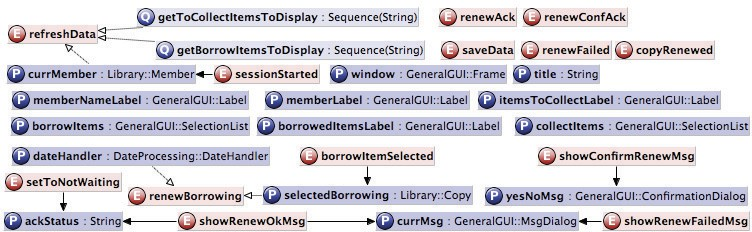 Q getToCollectItemsToDisplay : Sequence(String) E renewAck E renewConfAck
E refreshData
Q getBorrowItemsToDisplay : Sequence(String) E saveData E renewFailed E copyRenewed
P currMember : Library::Member E sessionStarted P window : GeneralGUI::Frame P title : String
P memberNameLabel : GeneralGUI::Label P memberLabel : GeneralGUI::Label P itemsToCollectLabel : GeneralGUI::Label
P borrowItems : GeneralGUI::SelectionList P borrowedItemsLabel : GeneralGUI::Label P collectItems : GeneralGUI::SelectionList
P dateHandler : DateProcessing::DateHandler E borrowItemSelected E showConfirmRenewMsg
E setToNotWaiting
E renewBorrowing P selectedBorrowing : Library::Copy P yesNoMsg : GeneralGUI::ConfirmationDialog
P ackStatus : String E showRenewOkMsg P currMsg : GeneralGUI::MsgDialog E showRenewFailedMsg